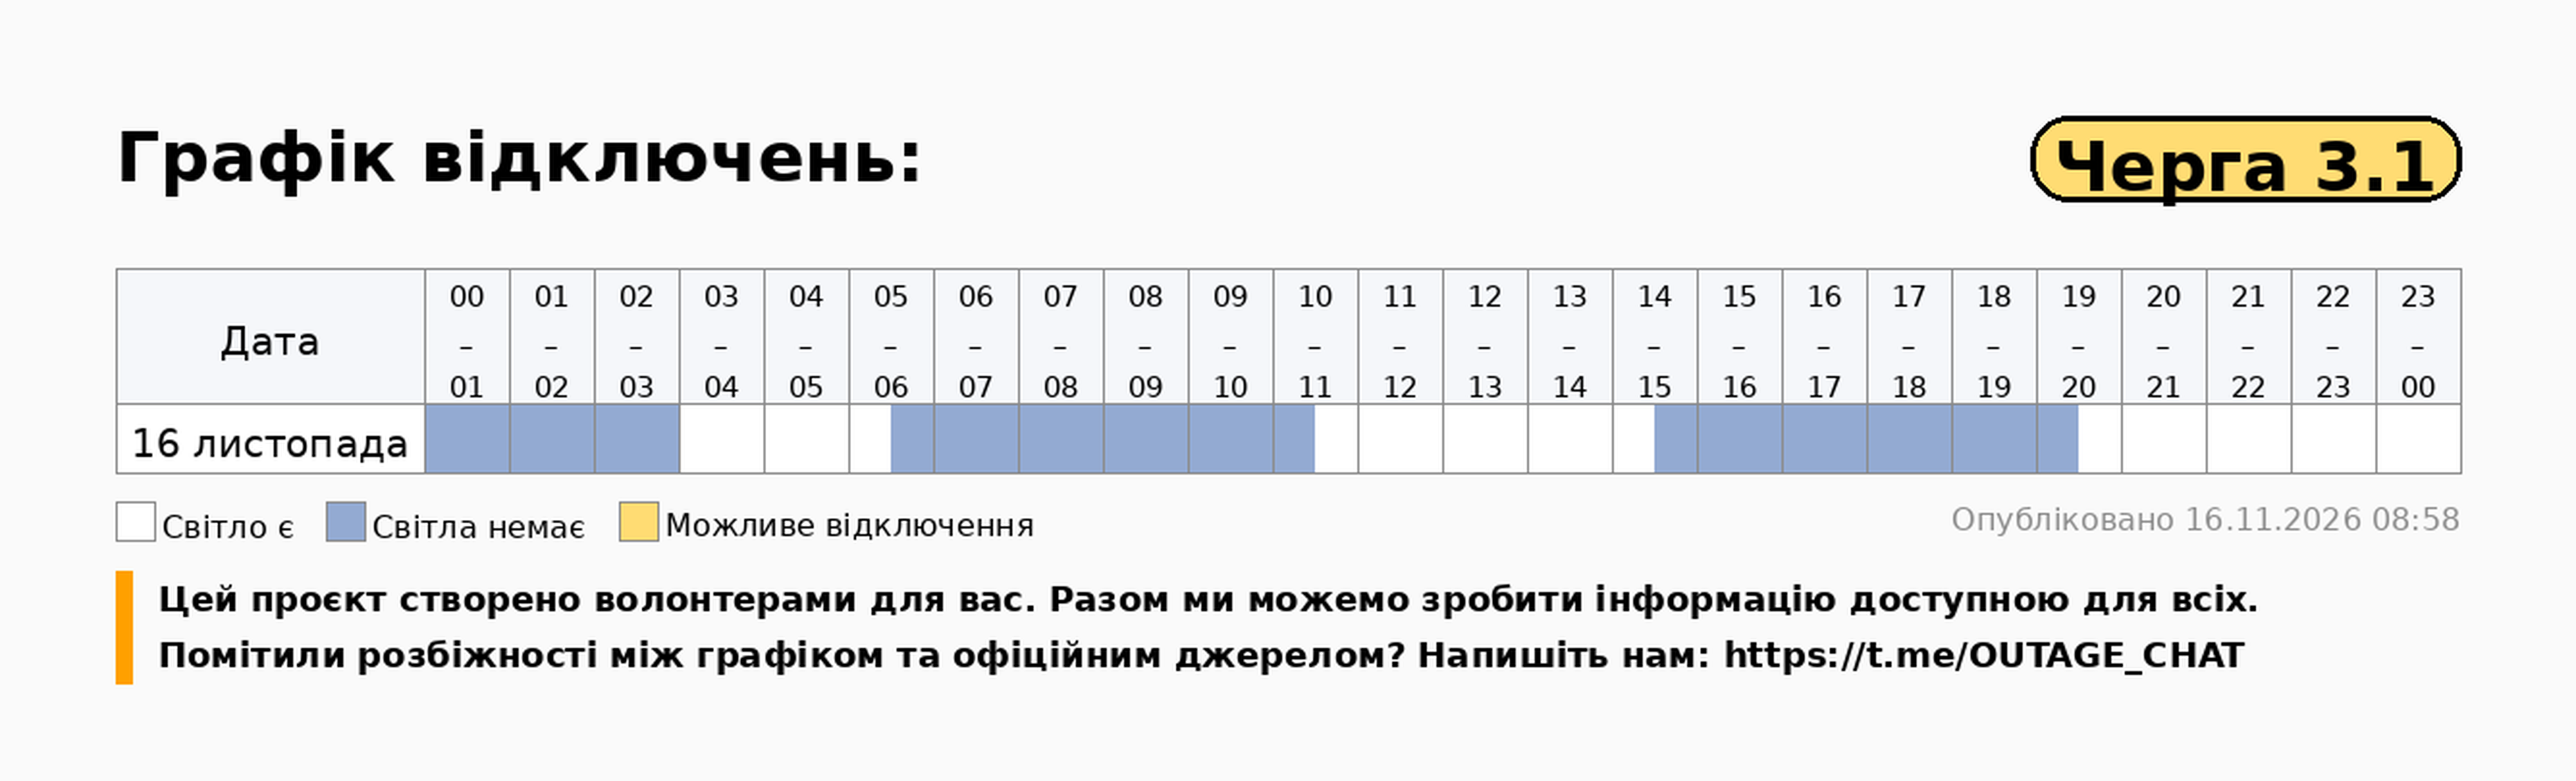 Графік відключень:
Черга 3.1
Дата
00 – 01
01 – 02
02 – 03
03 – 04
04 – 05
05 – 06
06 – 07
07 – 08
08 – 09
09 – 10
10 – 11
11 – 12
12 – 13
13 – 14
14 – 15
15 – 16
16 – 17
17 – 18
18 – 19
19 – 20
20 – 21
21 – 22
22 – 23
23 – 00
16 листопада
Світло є
Світла немає
Можливе відключення
Опубліковано 16.11.2026 08:58
Цей проєкт створено волонтерами для вас. Разом ми можемо зробити інформацію доступною для всіх.
Помітили розбіжності між графіком та офіційним джерелом? Напишіть нам: https://t.me/OUTAGE_CHAT